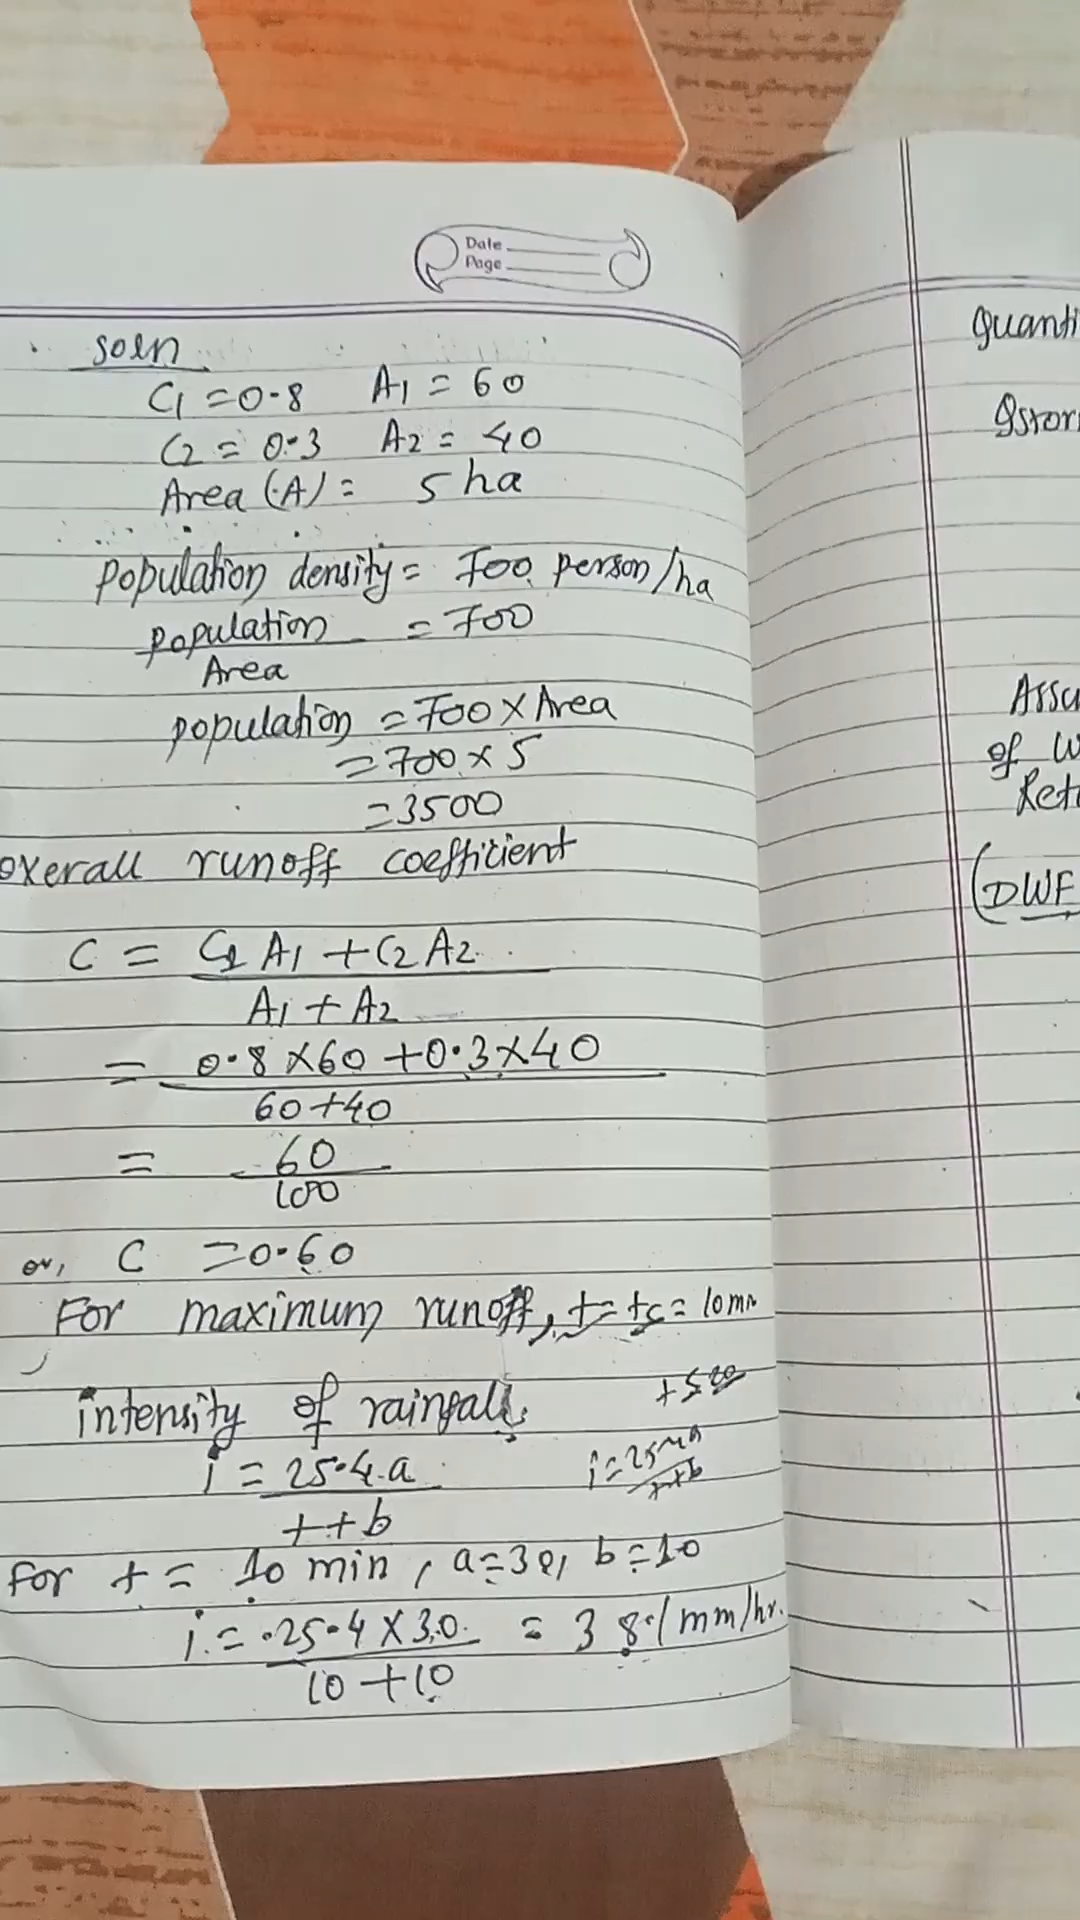 Date
Page
soln
C1 = 0.8 A1 = 60
C2 = 0.3 A2 = 40
Area (A) = 5 ha
population density = 700 person/ha
population / Area = 700
population = 700 × Area
= 700 × 5
= 3500
overall runoff coefficient
C = C1 A1 + C2 A2
A1 + A2
= 0.8 × 60 + 0.3 × 40
60 + 40
= 60
100
or, C = 0.60
For maximum runoff, t = tc = 10 min
intensity of rainfall,
i = 25.4 a
t + b
For t = 10 min, a = 30, b = 10
i = 25.4 × 30 = 38.1 mm/hr.
10 + 10
Quanti
Qstor
Assu
of W
Ret
(DWF